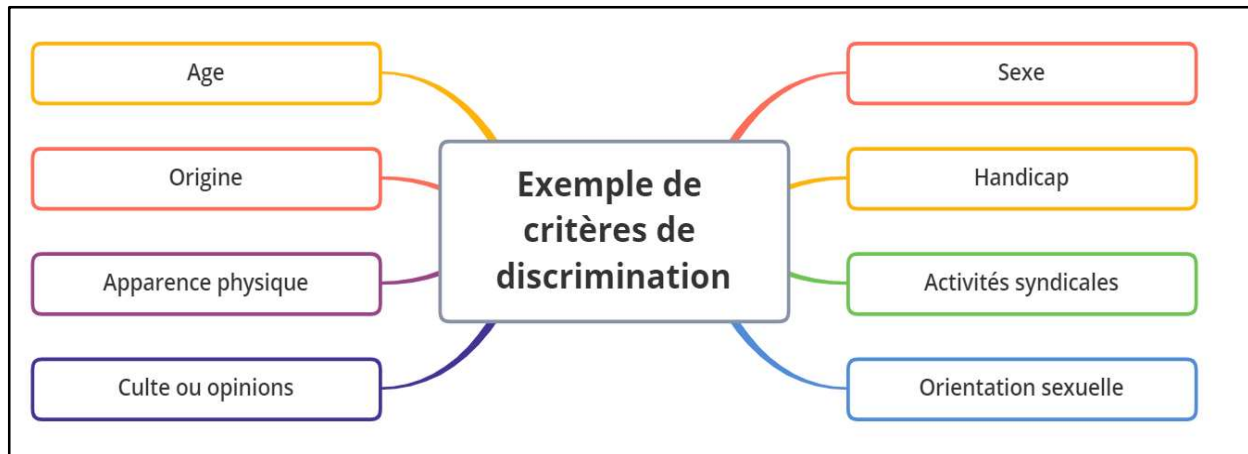 Age
Origine
Apparence physique
Culte ou opinions
Exemple de
critères de
discrimination
Sexe
Handicap
Activités syndicales
Orientation sexuelle